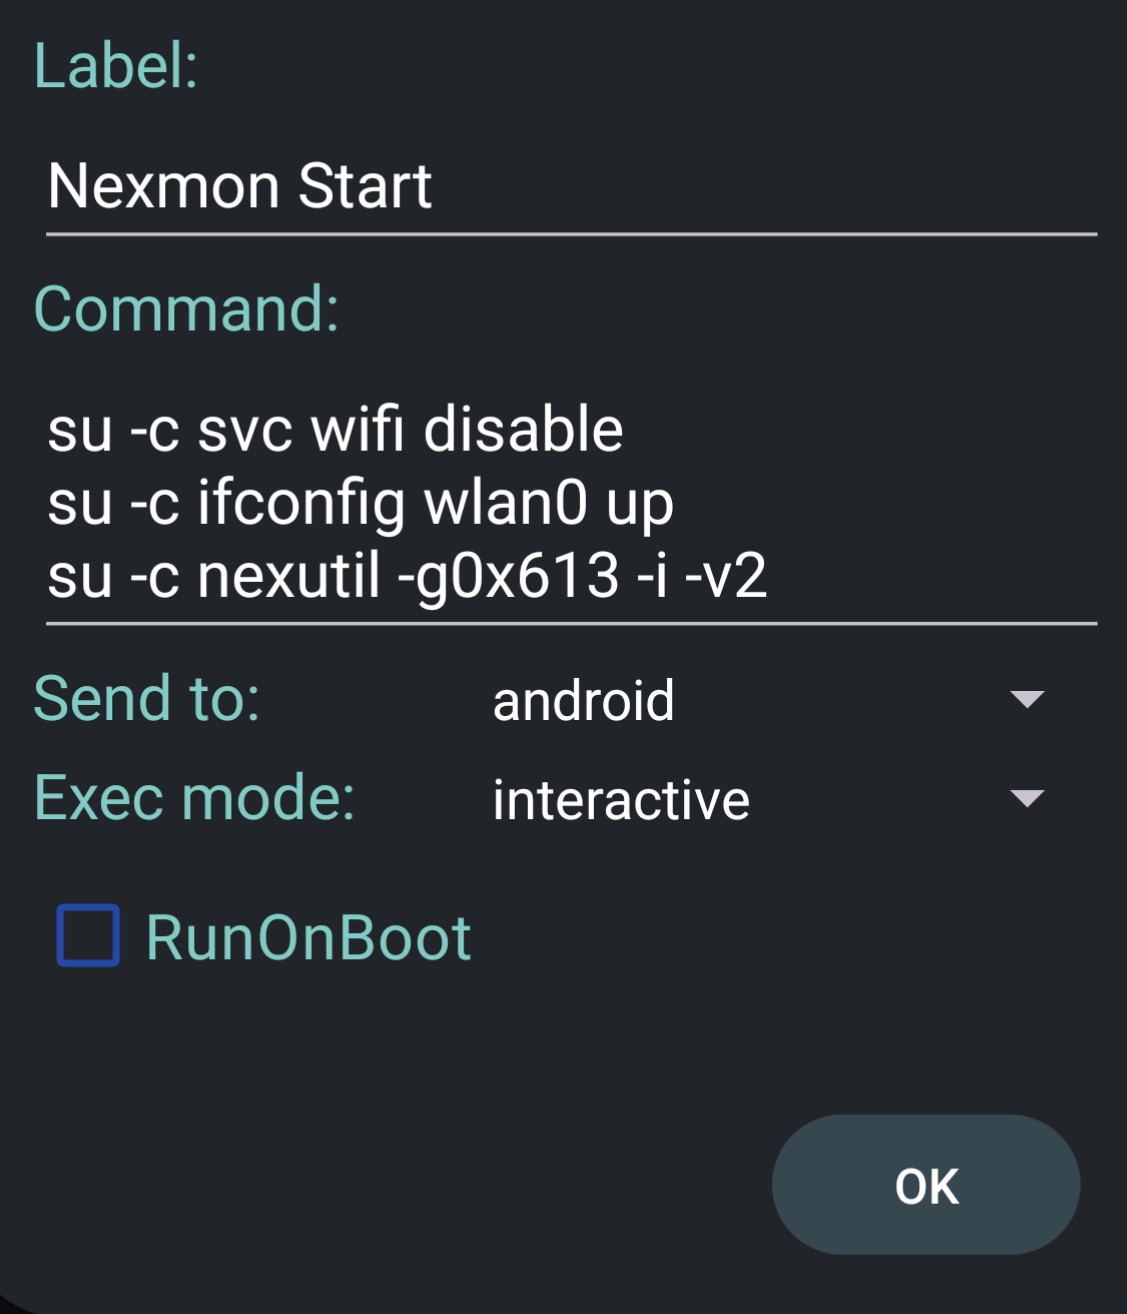 Label:
Nexmon Start
Command:
su -c svc wifi disable
su -c ifconfig wlan0 up
su -c nexutil -g0x613 -i -v2
Send to: android
Exec mode: interactive
RunOnBoot
OK